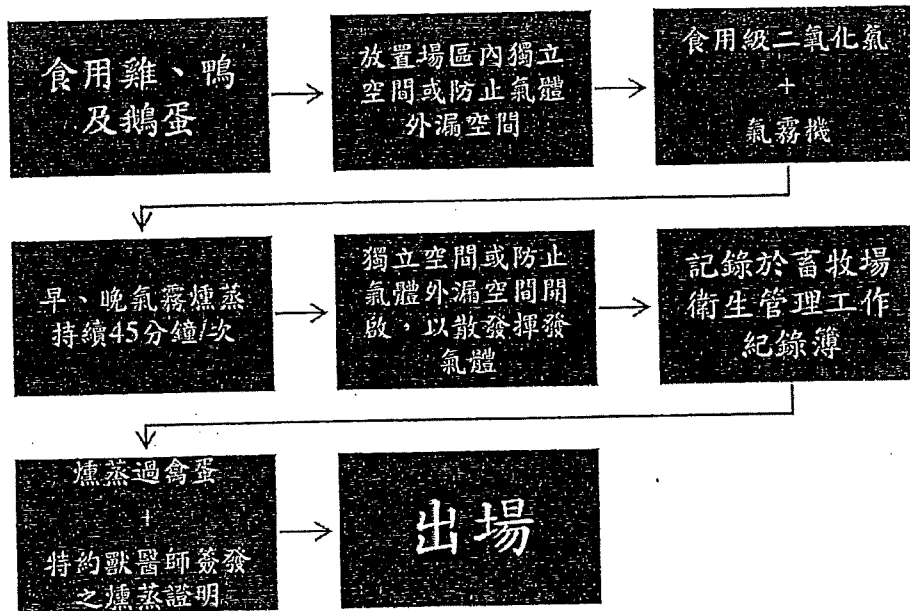 食用雞、鴨
及鵝蛋
放置場區內獨立
空間或防止氣體
外漏空間
食用級二氧化氯
+
氣霧機
早、晚氣霧燻蒸
持續45分鐘/次
獨立空間或防止
氣體外漏空間開
啟，以散發揮發
氣體
記錄於畜牧場
衛生管理工作
紀錄簿
燻蒸過禽蛋
+
特約獸醫師簽發
之燻蒸證明
出場